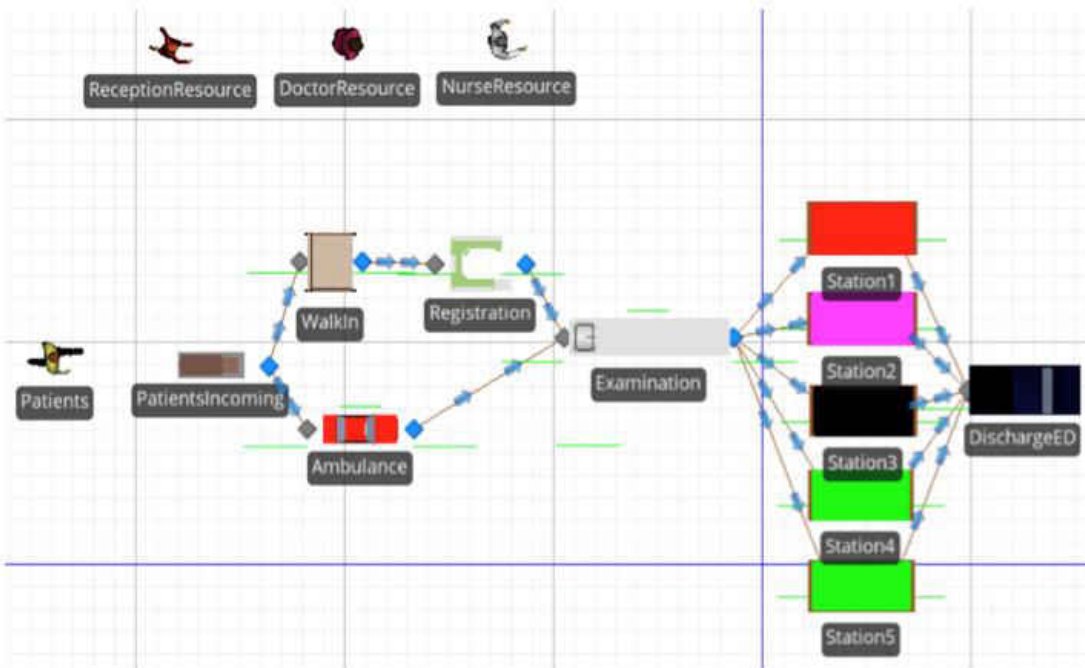 ReceptionResource
DoctorResource
NurseResource
WalkIn
Registration
Patients
PatientsIncoming
Ambulance
Examination
Station1
Station2
Station3
Station4
Station5
DischargeED